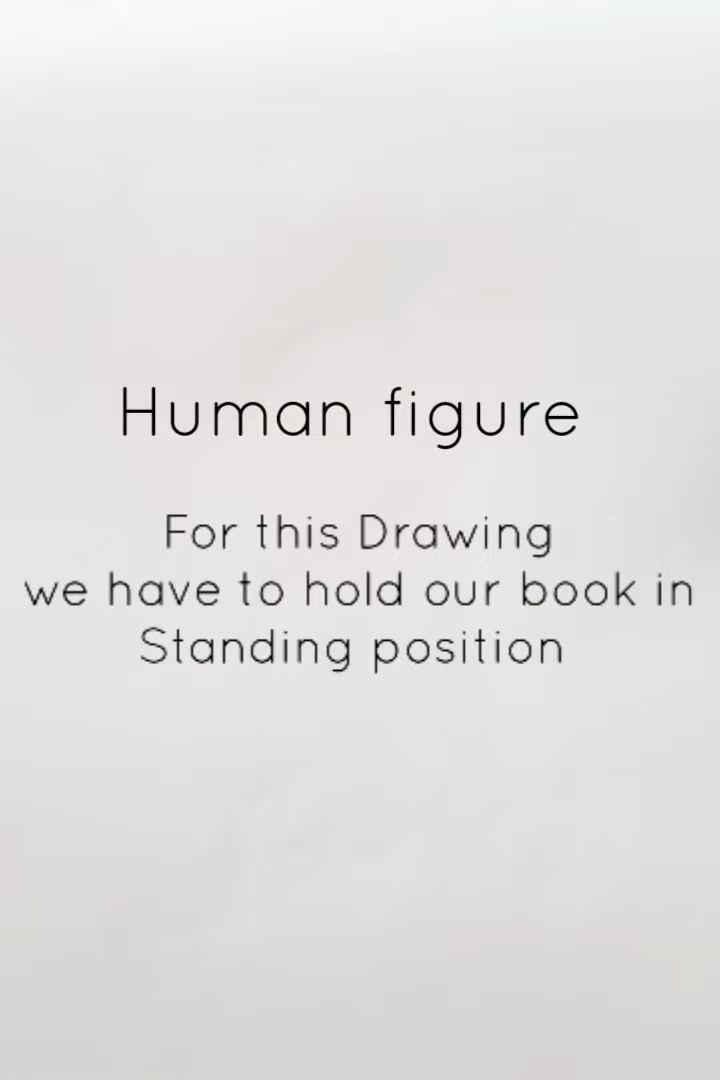 Human figure
For this Drawing
we have to hold our book in
Standing position